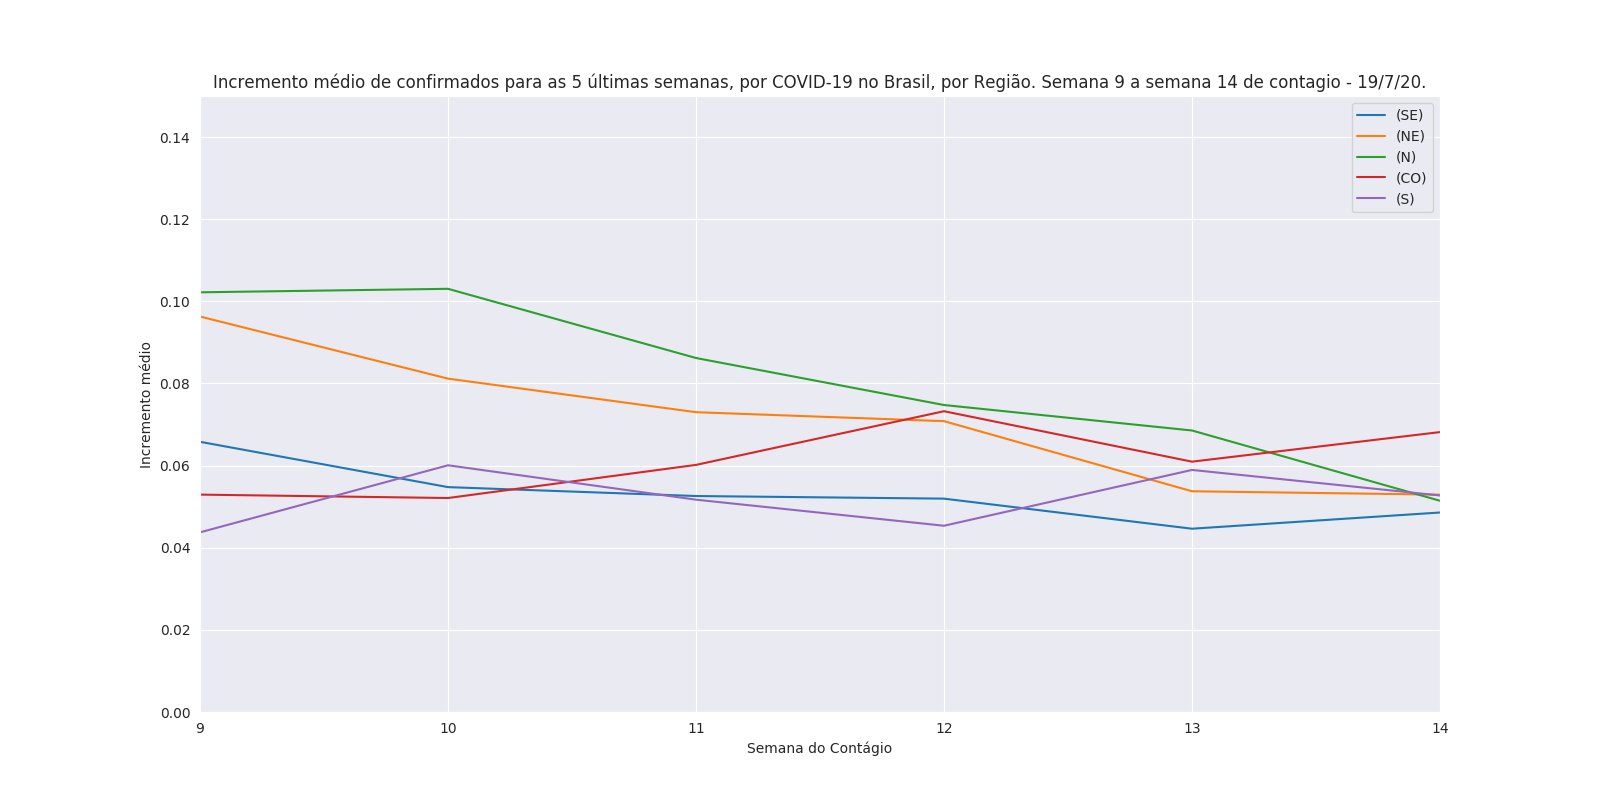 Incremento médio de confirmados para as 5 últimas semanas, por COVID-19 no Brasil, por Região. Semana 9 a semana 14 de contagio - 19/7/20.
(SE)
(NE)
(N)
(CO)
(S)
0.14
0.12
0.10
0.08
0.06
0.04
0.02
0.00
Incremento médio
9 10 11 12 13 14
Semana do Contágio